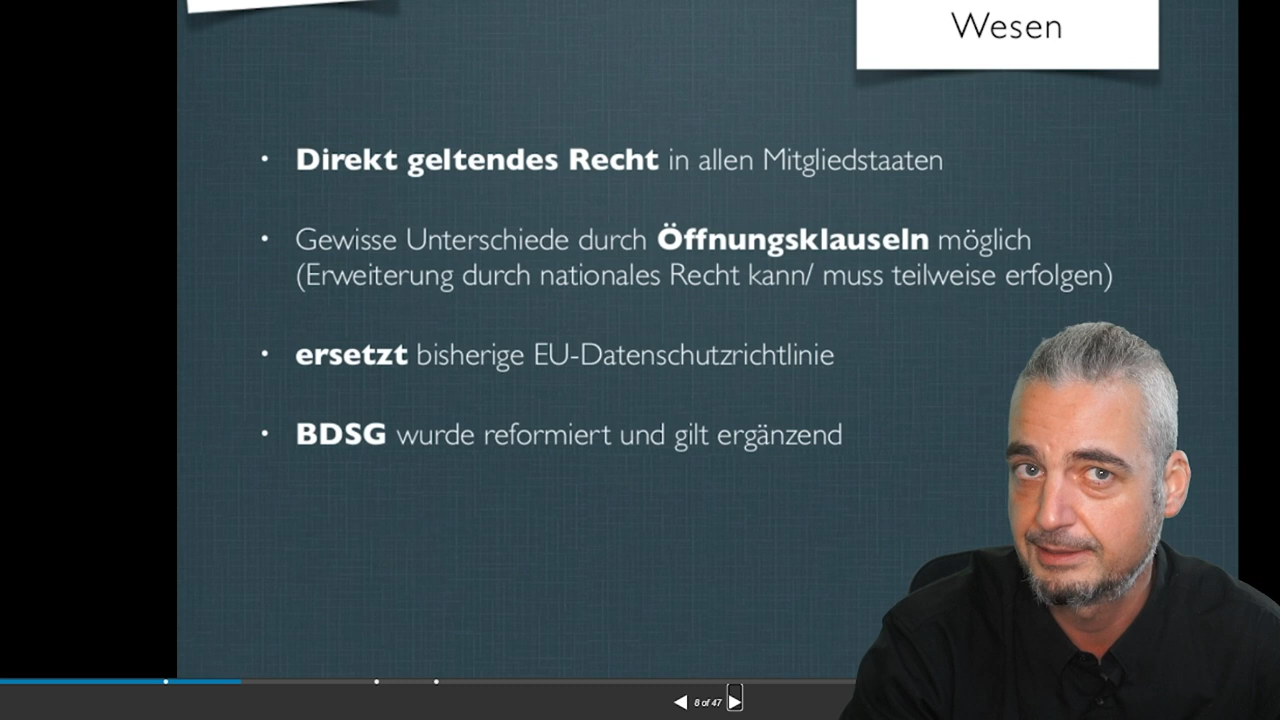 Wesen
• Direkt geltendes Recht in allen Mitgliedstaaten
• Gewisse Unterschiede durch Öffnungsklauseln möglich
(Erweiterung durch nationales Recht kann/ muss teilweise erfolgen)
• ersetzt bisherige EU-Datenschutzrichtlinie
• BDSG wurde reformiert und gilt ergänzend
8 of 47